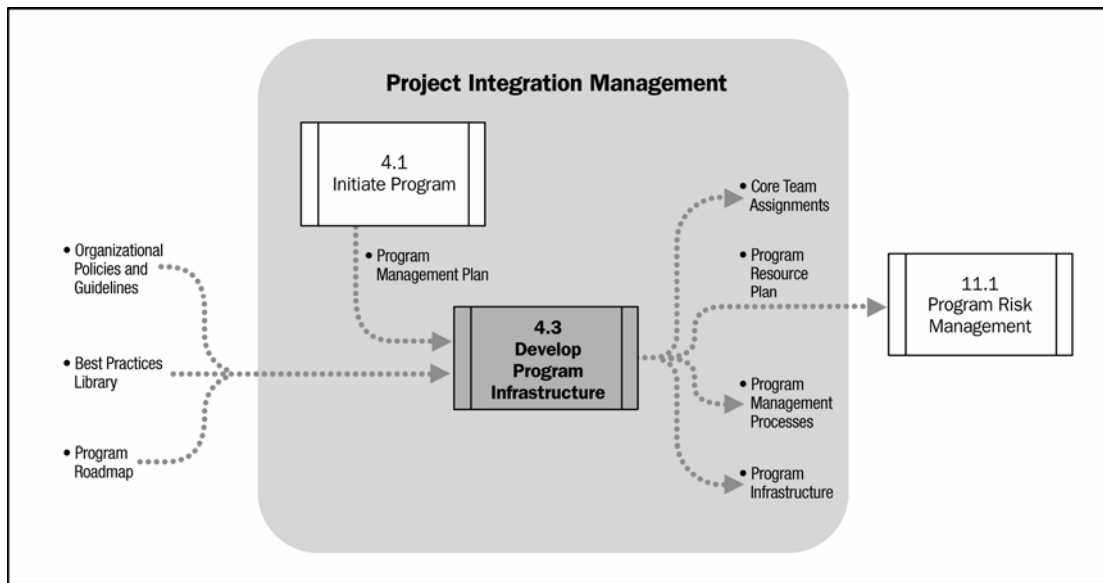 Project Integration Management
4.1
Initiate Program
• Program
Management Plan
• Organizational
Policies and
Guidelines
• Best Practices
Library
• Program
Roadmap
4.3
Develop
Program
Infrastructure
• Core Team
Assignments
• Program
Resource
Plan
• Program
Management
Processes
• Program
Infrastructure
11.1
Program Risk
Management